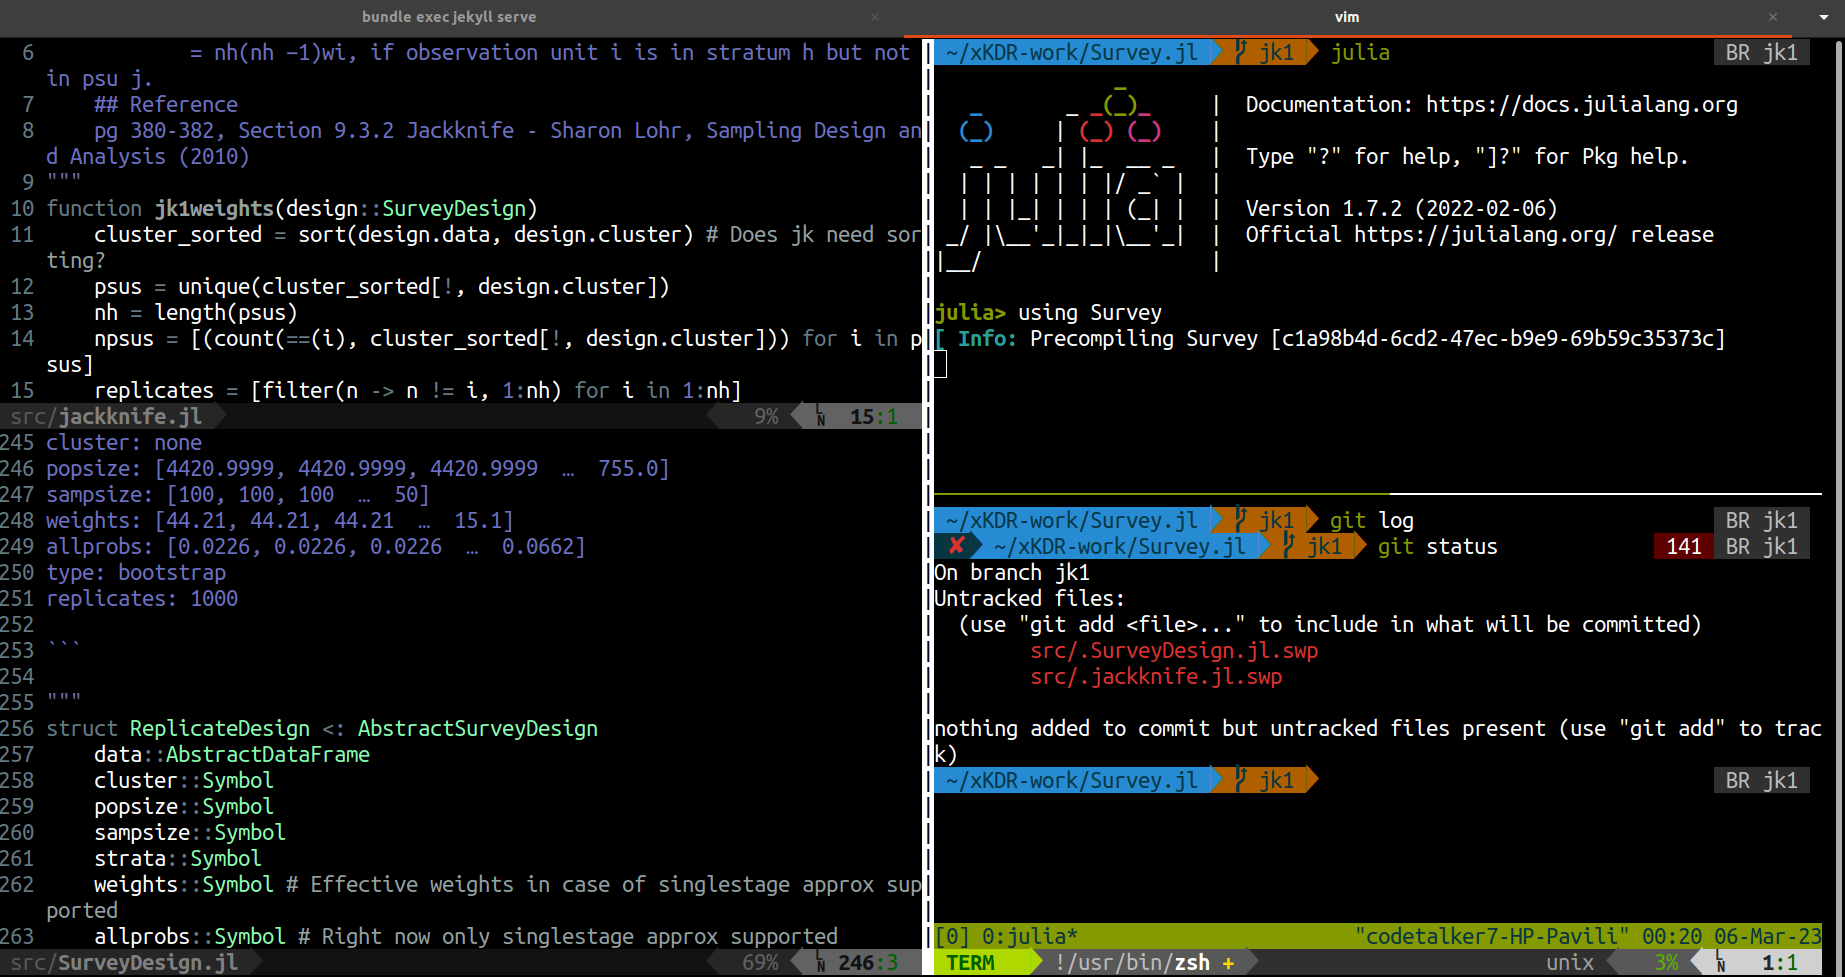 bundle exec jekyll serve × vim ×
6 = nh(nh −1)wi, if observation unit i is in stratum h but not
in psu j.
7 ## Reference
8 pg 380-382, Section 9.3.2 Jackknife - Sharon Lohr, Sampling Design an
d Analysis (2010)
9 """
10 function jk1weights(design::SurveyDesign)
11 cluster_sorted = sort(design.data, design.cluster) # Does jk need sor
ting?
12 psus = unique(cluster_sorted[!, design.cluster])
13 nh = length(psus)
14 npsus = [(count(==(i), cluster_sorted[!, design.cluster])) for i in p
sus]
15 replicates = [filter(n -> n != i, 1:nh) for i in 1:nh]
src/jackknife.jl 9% LN 15:1
245 cluster: none
246 popsize: [4420.9999, 4420.9999, 4420.9999 … 755.0]
247 sampsize: [100, 100, 100 … 50]
248 weights: [44.21, 44.21, 44.21 … 15.1]
249 allprobs: [0.0226, 0.0226, 0.0226 … 0.0662]
250 type: bootstrap
251 replicates: 1000
252
253 ```
254
255 """
256 struct ReplicateDesign <: AbstractSurveyDesign
257 data::AbstractDataFrame
258 cluster::Symbol
259 popsize::Symbol
260 sampsize::Symbol
261 strata::Symbol
262 weights::Symbol # Effective weights in case of singlestage approx sup
ported
263 allprobs::Symbol # Right now only singlestage approx supported
src/SurveyDesign.jl 69% LN 246:3
~/xKDR-work/Survey.jl jk1 julia BR jk1
               _
   _       _ _(_)_     |  Documentation: https://docs.julialang.org
  (_)     | (_) (_)    |
   _ _   _| |_  __ _   |  Type "?" for help, "]?" for Pkg help.
  | | | | | | |/ _` |  |
  | | |_| | | | (_| |  |  Version 1.7.2 (2022-02-06)
 _/ |\__'_|_|_|\__'_|  |  Official https://julialang.org/ release
|__/                   |
julia> using Survey
[ Info: Precompiling Survey [c1a98b4d-6cd2-47ec-b9e9-69b59c35373c]
~/xKDR-work/Survey.jl jk1 git log BR jk1
✘ ~/xKDR-work/Survey.jl jk1 git status 141 BR jk1
On branch jk1
Untracked files:
(use "git add <file>..." to include in what will be committed)
src/.SurveyDesign.jl.swp
src/.jackknife.jl.swp
nothing added to commit but untracked files present (use "git add" to trac
k)
~/xKDR-work/Survey.jl jk1 BR jk1
[0] 0:julia* "codetalker7-HP-Pavili" 00:20 06-Mar-23
TERM !/usr/bin/zsh + unix 3% LN 1:1